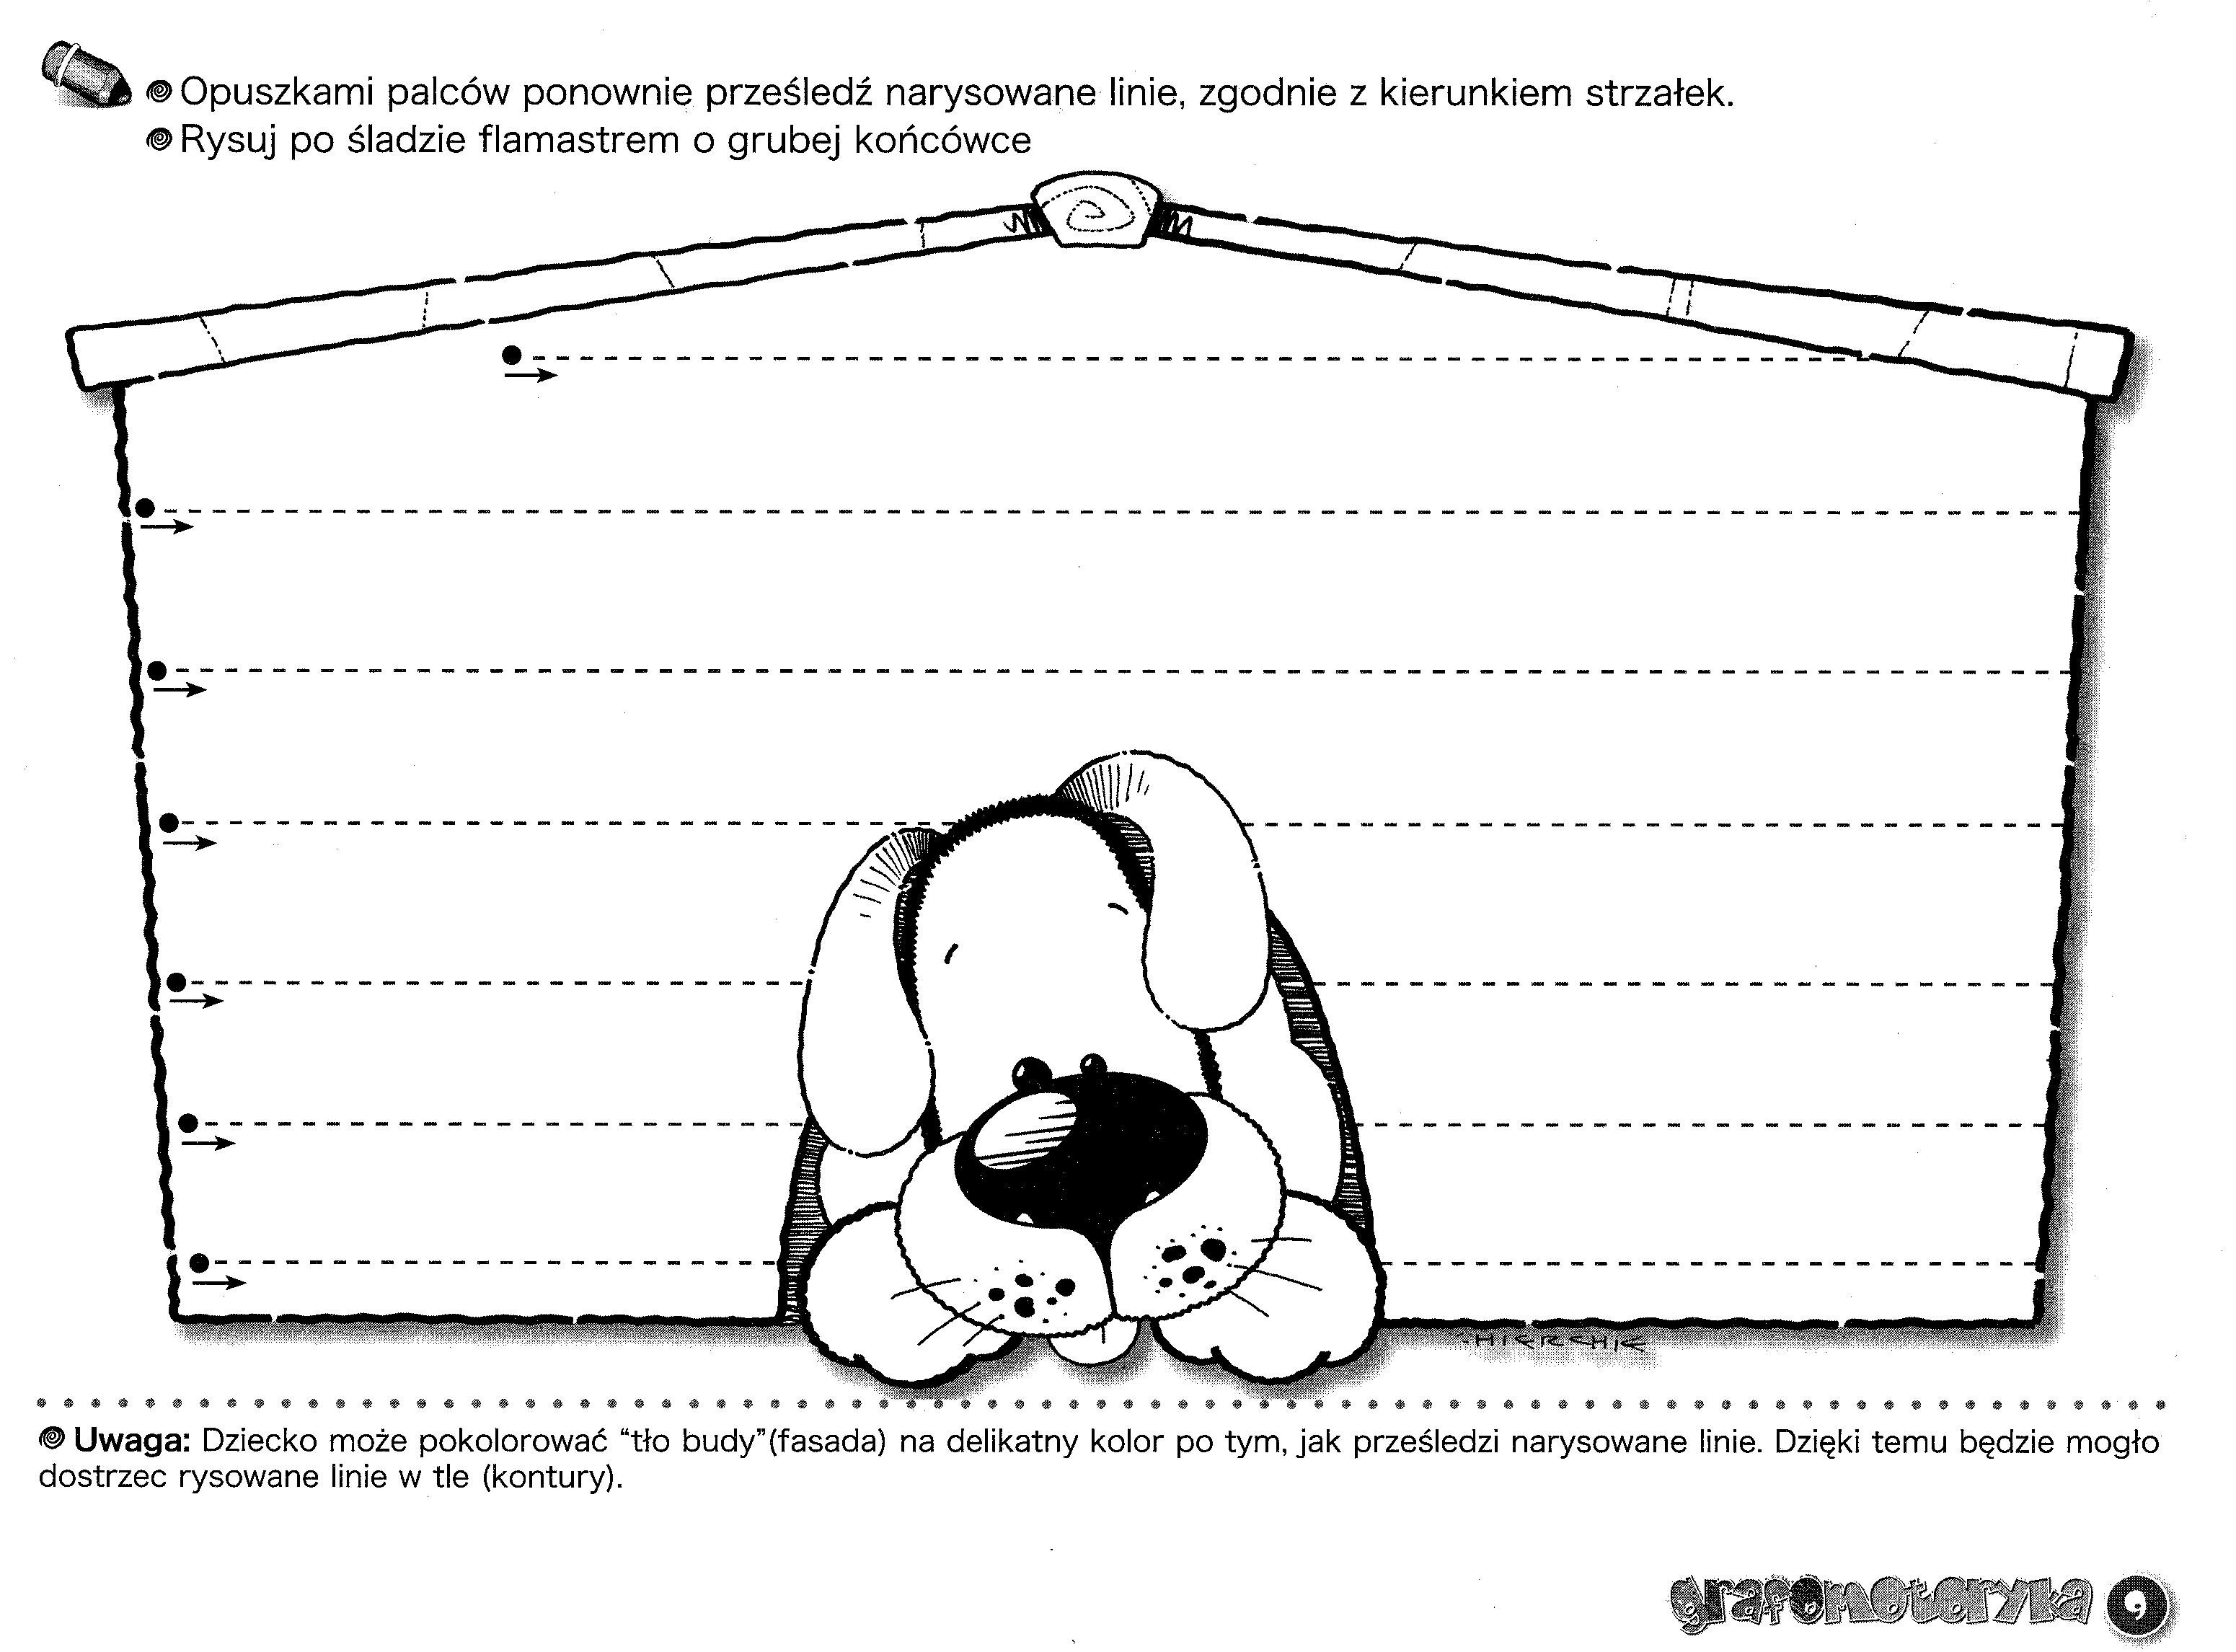 Opuszkami palców ponownie prześledź narysowane linie, zgodnie z kierunkiem strzałek.
Rysuj po śladzie flamastrem o grubej końcówce
Uwaga: Dziecko może pokolorować “tło budy”(fasada) na delikatny kolor po tym, jak prześledzi narysowane linie. Dzięki temu będzie mogło
dostrzec rysowane linie w tle (kontury).
grafomotoryka 9